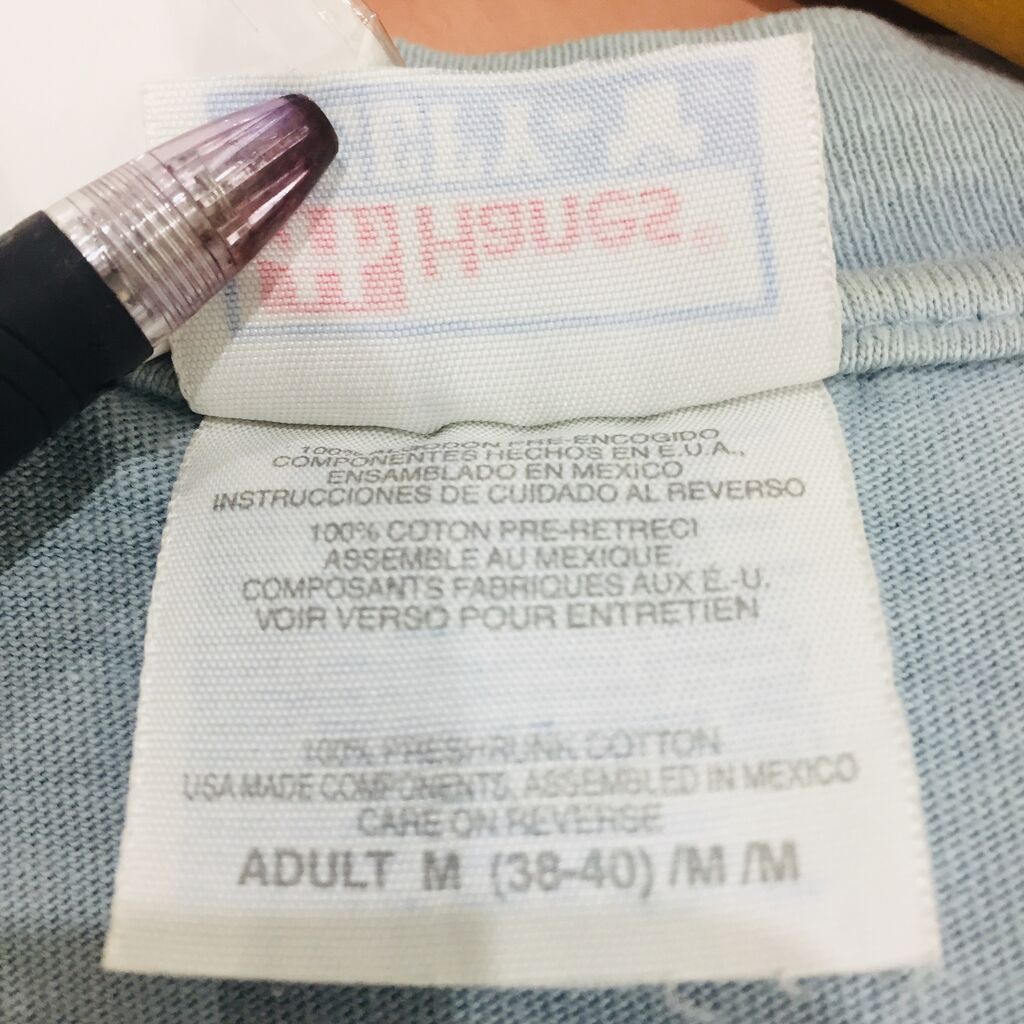 Hanes
100% ALGODON PRE-ENCOGIDO
COMPONENTES HECHOS EN E.U.A.,
ENSAMBLADO EN MEXICO
INSTRUCCIONES DE CUIDADO AL REVERSO
100% COTON PRE-RETRECI
ASSEMBLE AU MEXIQUE,
COMPOSANTS FABRIQUES AUX É.-U.
VOIR VERSO POUR ENTRETIEN
100% PRESHRUNK COTTON
USA MADE COMPONENTS, ASSEMBLED IN MEXICO
CARE ON REVERSE
ADULT M (38-40) /M /M